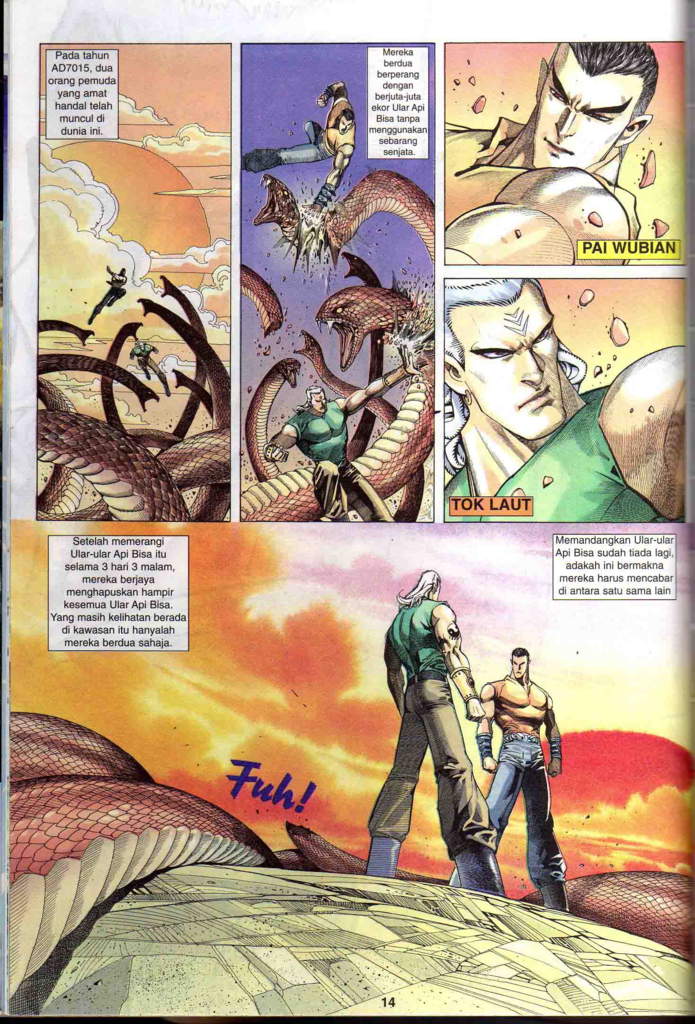 Pada tahun
AD7015, dua
orang pemuda
yang amat
handal telah
muncul di
dunia ini.
Mereka
berdua
berperang
dengan
berjuta-juta
ekor Ular Api
Bisa tanpa
menggunakan
sebarang
senjata.
PAI WUBIAN
TOK LAUT
Setelah memerangi
Ular-ular Api Bisa itu
selama 3 hari 3 malam,
mereka berjaya
menghapuskan hampir
kesemua Ular Api Bisa.
Yang masih kelihatan berada
di kawasan itu hanyalah
mereka berdua sahaja.
Memandangkan Ular-ular
Api Bisa sudah tiada lagi,
adakah ini bermakna
mereka harus mencabar
di antara satu sama lain
Fuh!
14